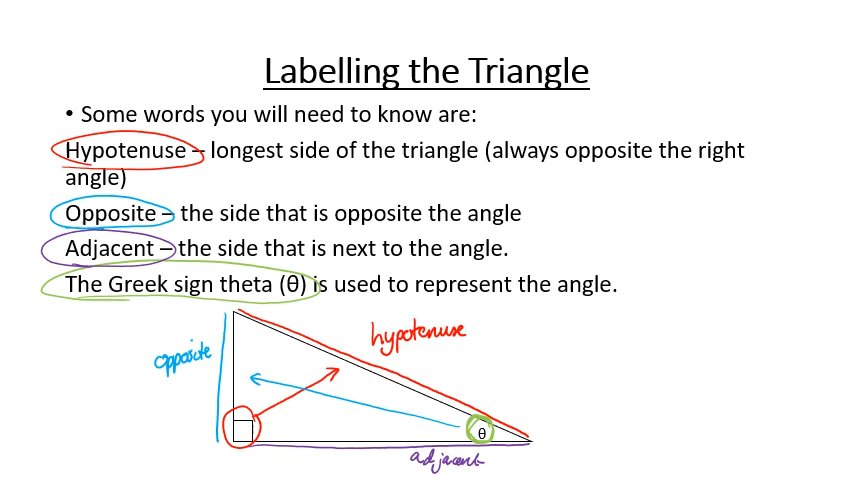 Labelling the Triangle
• Some words you will need to know are:
Hypotenuse – longest side of the triangle (always opposite the right
angle)
Opposite – the side that is opposite the angle
Adjacent – the side that is next to the angle.
The Greek sign theta (θ) is used to represent the angle.
hypotenuse
opposite
θ
adjacent